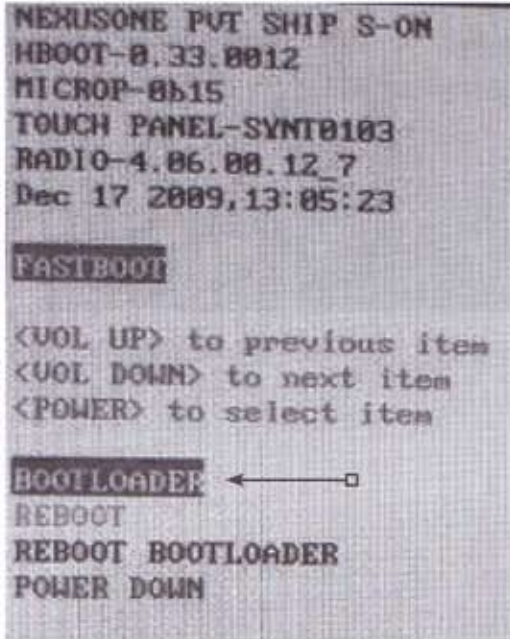 NEXUSONE PVT SHIP S-ON
HBOOT-0.33.0012
MICROP-0b15
TOUCH PANEL-SYNT0103
RADIO-4.06.00.12_7
Dec 17 2009,13:05:23
FASTBOOT
<VOL UP> to previous item
<VOL DOWN> to next item
<POWER> to select item
BOOTLOADER
REBOOT
REBOOT BOOTLOADER
POWER DOWN